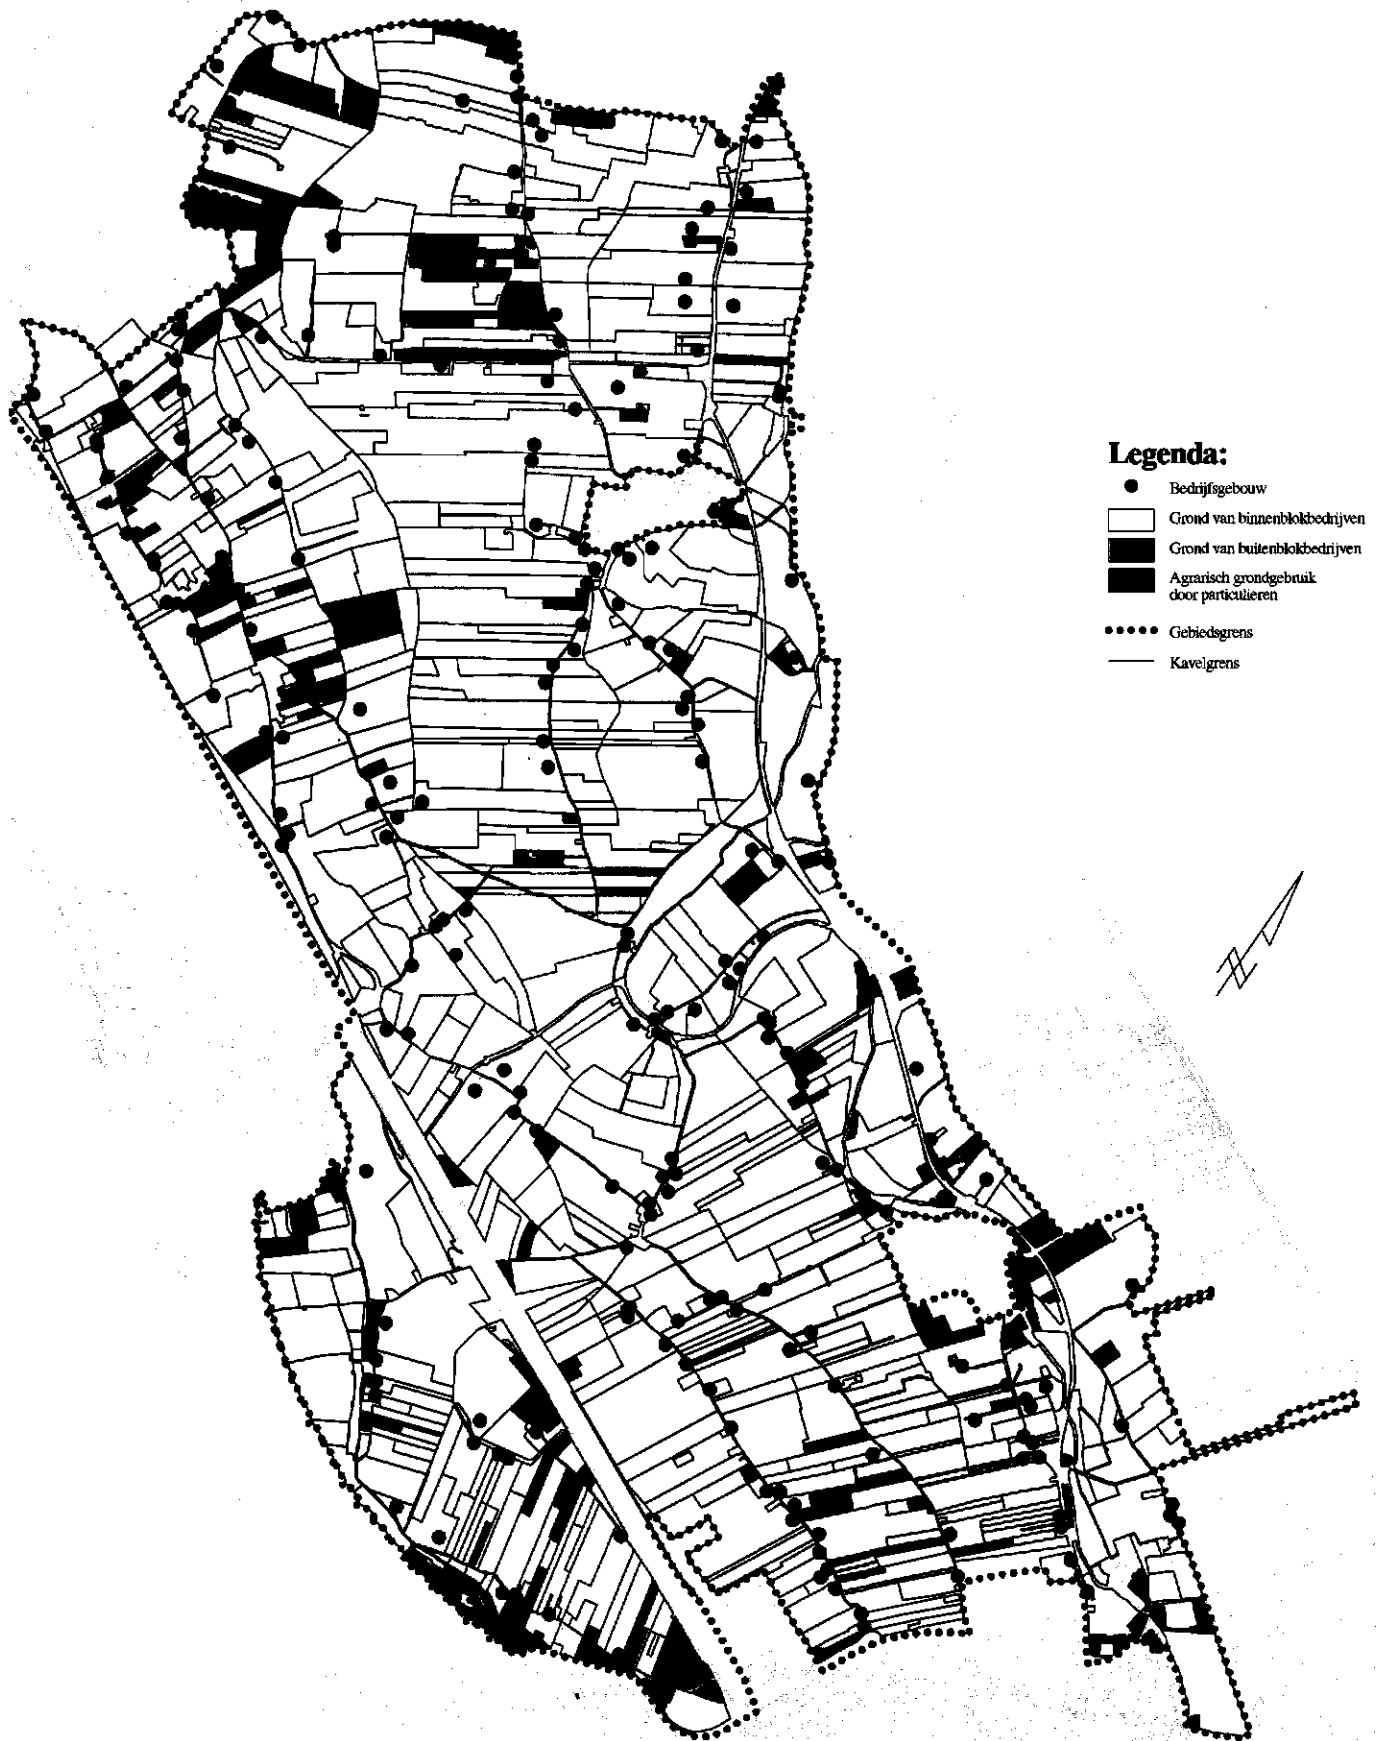 Legenda:
Bedrijfsgebouw
Grond van binnenblokbedrijven
Grond van buitenblokbedrijven
Agrarisch grondgebruik
door particulieren
Gebiedsgrens
Kavelgrens